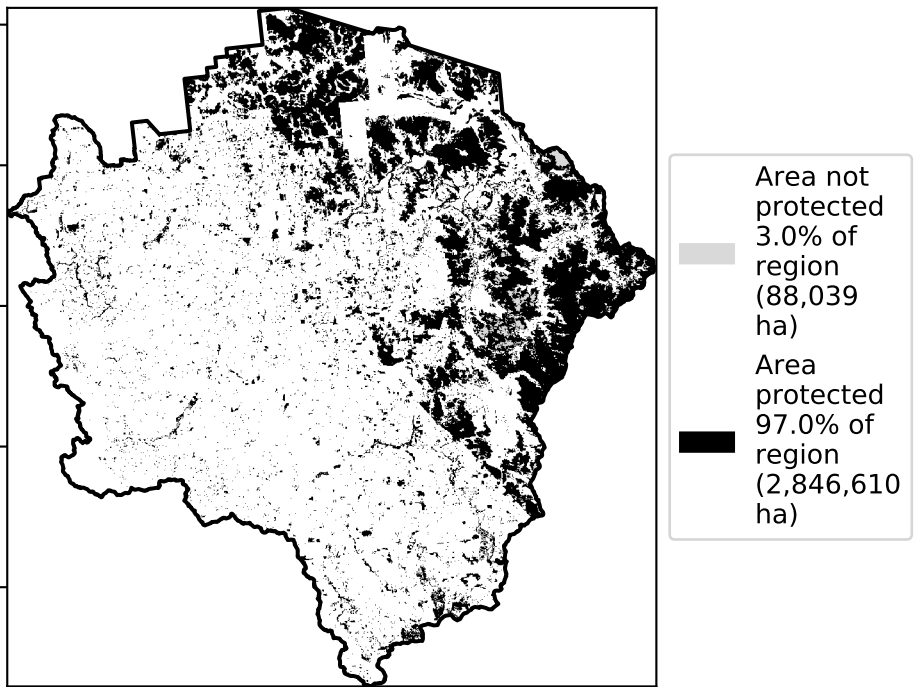 Area not
protected
3.0% of
region
(88,039
ha)
Area
protected
97.0% of
region
(2,846,610
ha)